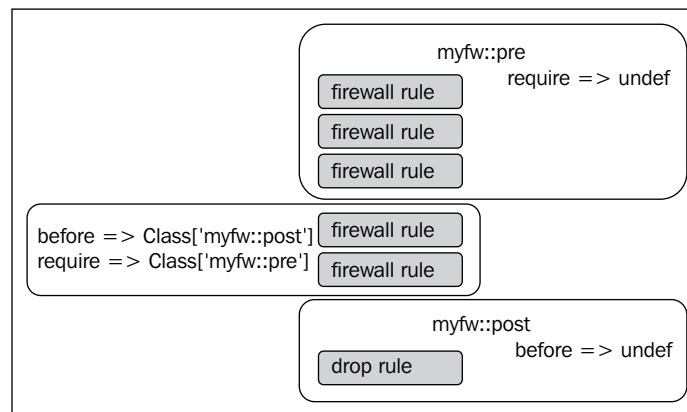 myfw::pre
require => undef
firewall rule
firewall rule
firewall rule
before => Class['myfw::post']
require => Class['myfw::pre']
firewall rule
firewall rule
myfw::post
before => undef
drop rule